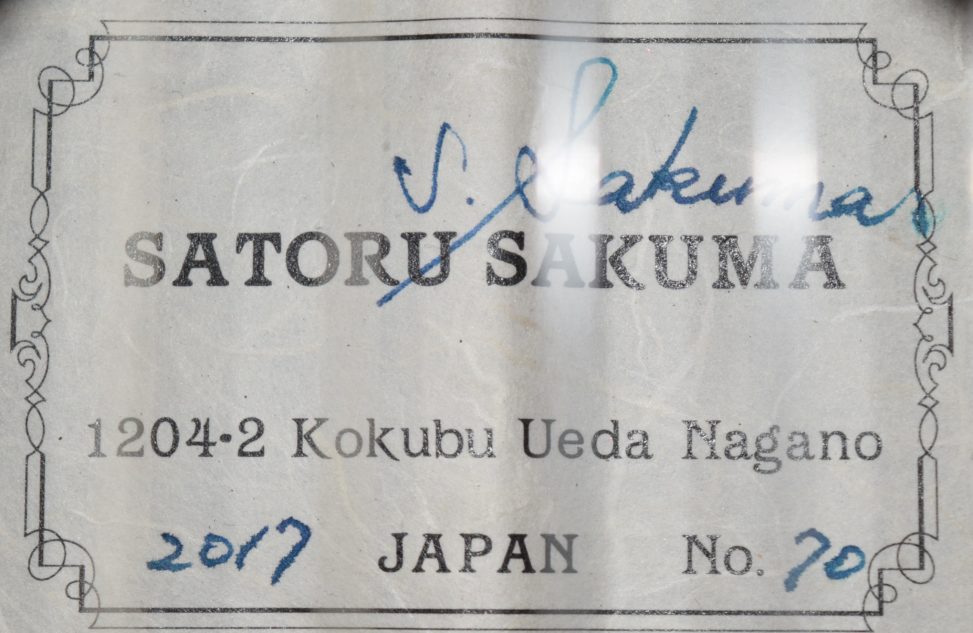 S. Sakuma
SATORU SAKUMA
1204-2 Kokubu Ueda Nagano
2017 JAPAN No. 70